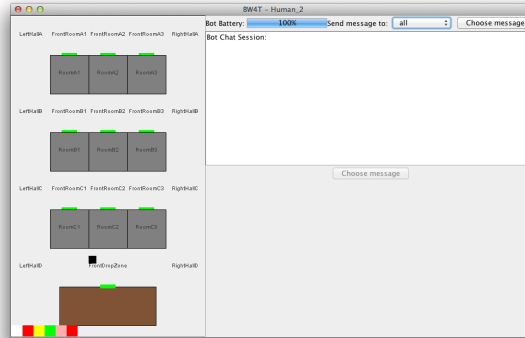 BW4T - Human_2
Bot Battery: 100% Send message to: all Choose message
Bot Chat Session:
Choose message
LeftHallA FrontRoomA1 FrontRoomA2 FrontRoomA3 RightHallA
RoomA1 RoomA2 RoomA3
LeftHallB FrontRoomB1 FrontRoomB2 FrontRoomB3 RightHallB
RoomB1 RoomB2 RoomB3
LeftHallC FrontRoomC1 FrontRoomC2 FrontRoomC3 RightHallC
RoomC1 RoomC2 RoomC3
LeftHallD FrontDropZone RightHallD